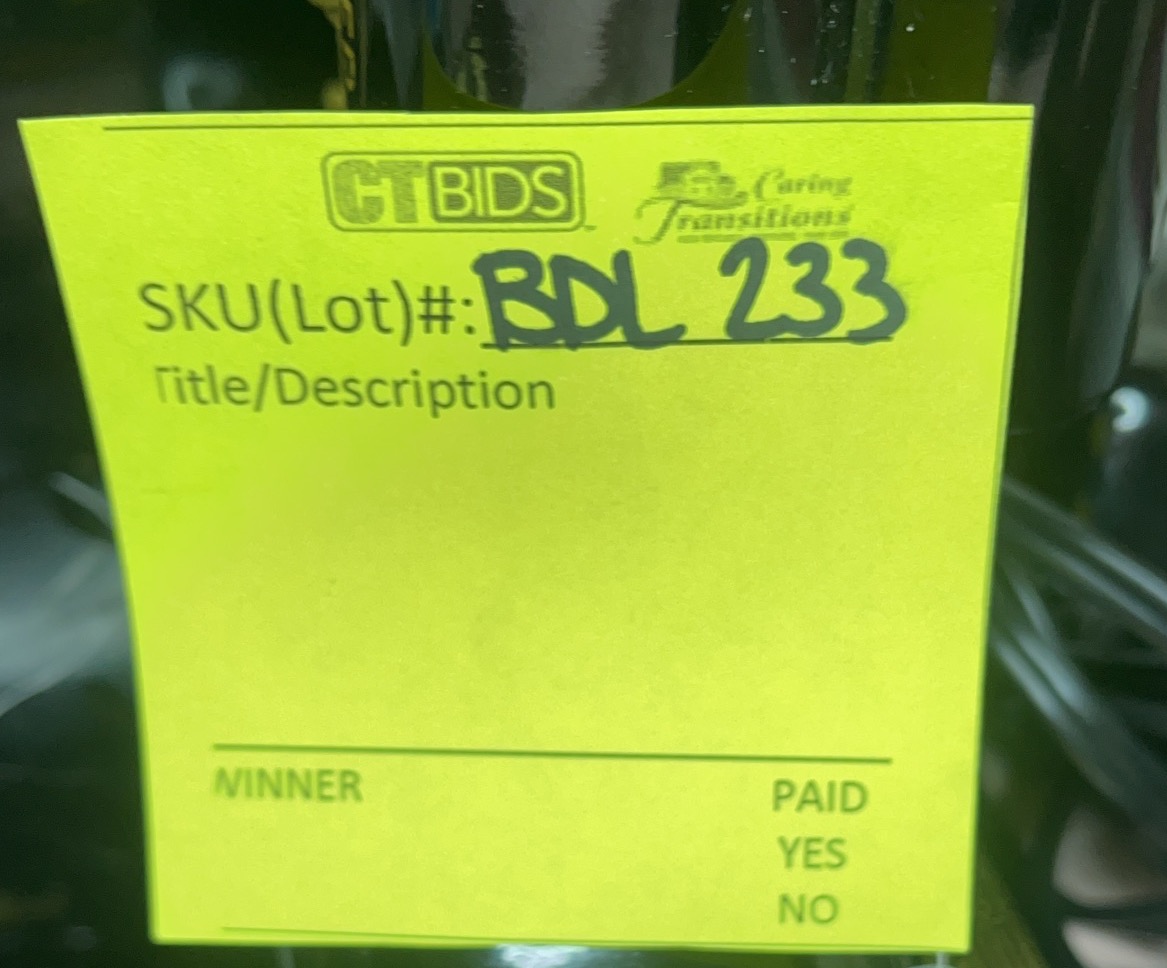 CTBIDS
Caring
Transitions
SKU(Lot)#: BDL 233
Title/Description
WINNER PAID
YES
NO